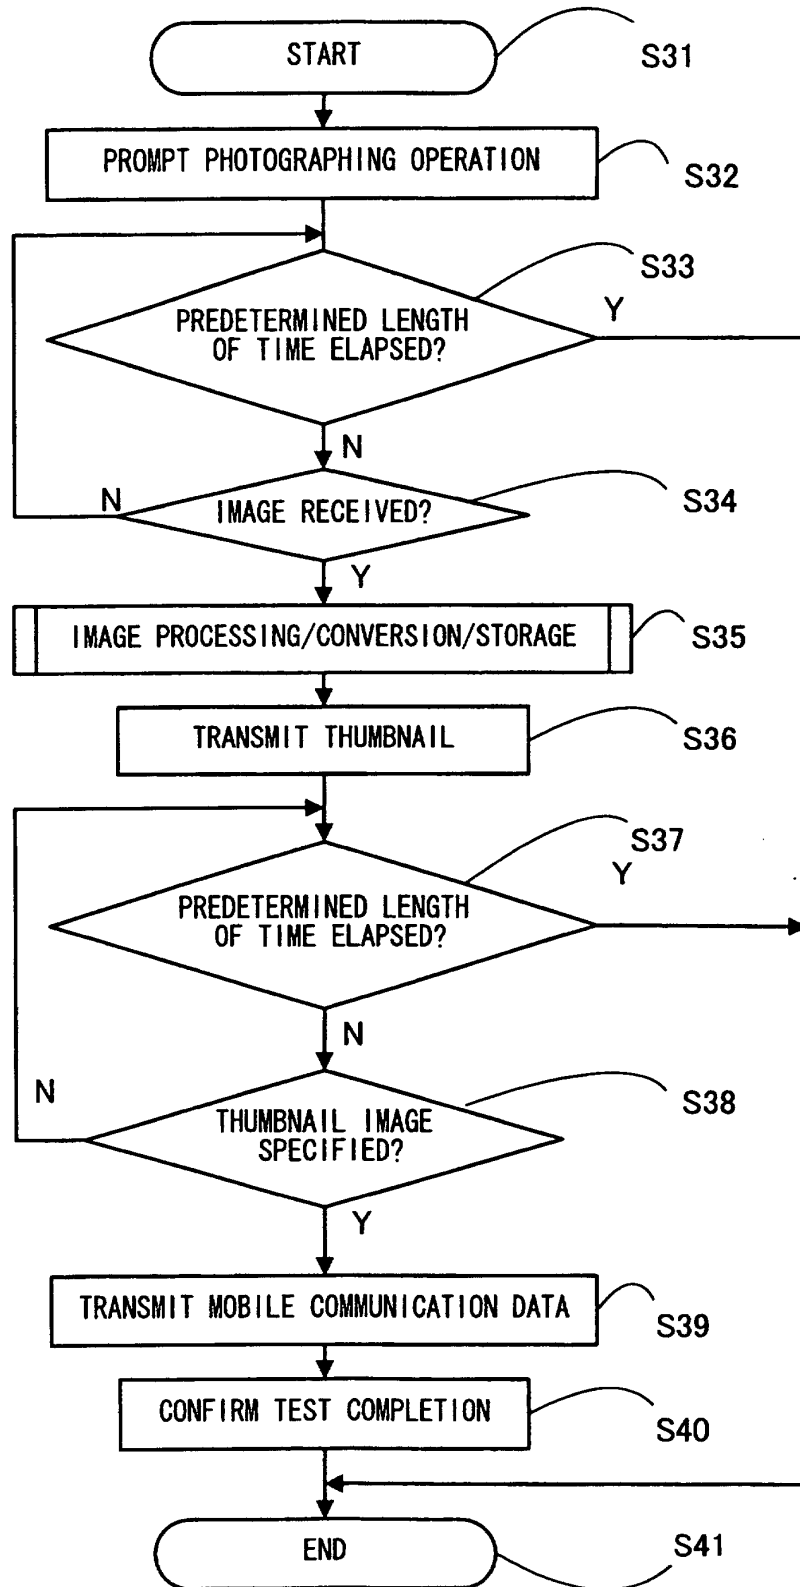 START
S31
PROMPT PHOTOGRAPHING OPERATION
S32
S33
PREDETERMINED LENGTH
OF TIME ELAPSED?
Y
N
IMAGE RECEIVED?
N
S34
Y
IMAGE PROCESSING/CONVERSION/STORAGE
S35
TRANSMIT THUMBNAIL
S36
S37
PREDETERMINED LENGTH
OF TIME ELAPSED?
Y
N
N
THUMBNAIL IMAGE
SPECIFIED?
S38
Y
TRANSMIT MOBILE COMMUNICATION DATA
S39
CONFIRM TEST COMPLETION
S40
END
S41